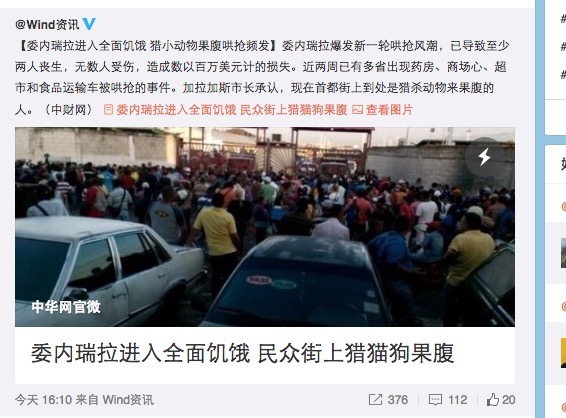 @Wind资讯
【委内瑞拉进入全面饥饿 猎小动物果腹哄抢频发】委内瑞拉爆发新一轮哄抢风潮，已导致至少
两人丧生，无数人受伤，造成数以百万美元计的损失。近两周已有多省出现药房、商场心、超
市和食品运输车被哄抢的事件。加拉加斯市长承认，现在首都街上到处是猎杀动物来果腹的
人。（中财网） 委内瑞拉进入全面饥饿 民众街上猎猫狗果腹 查看图片
中华网官微
委内瑞拉进入全面饥饿 民众街上猎猫狗果腹
今天 16:10 来自 Wind资讯 376 112 20
#
#
#